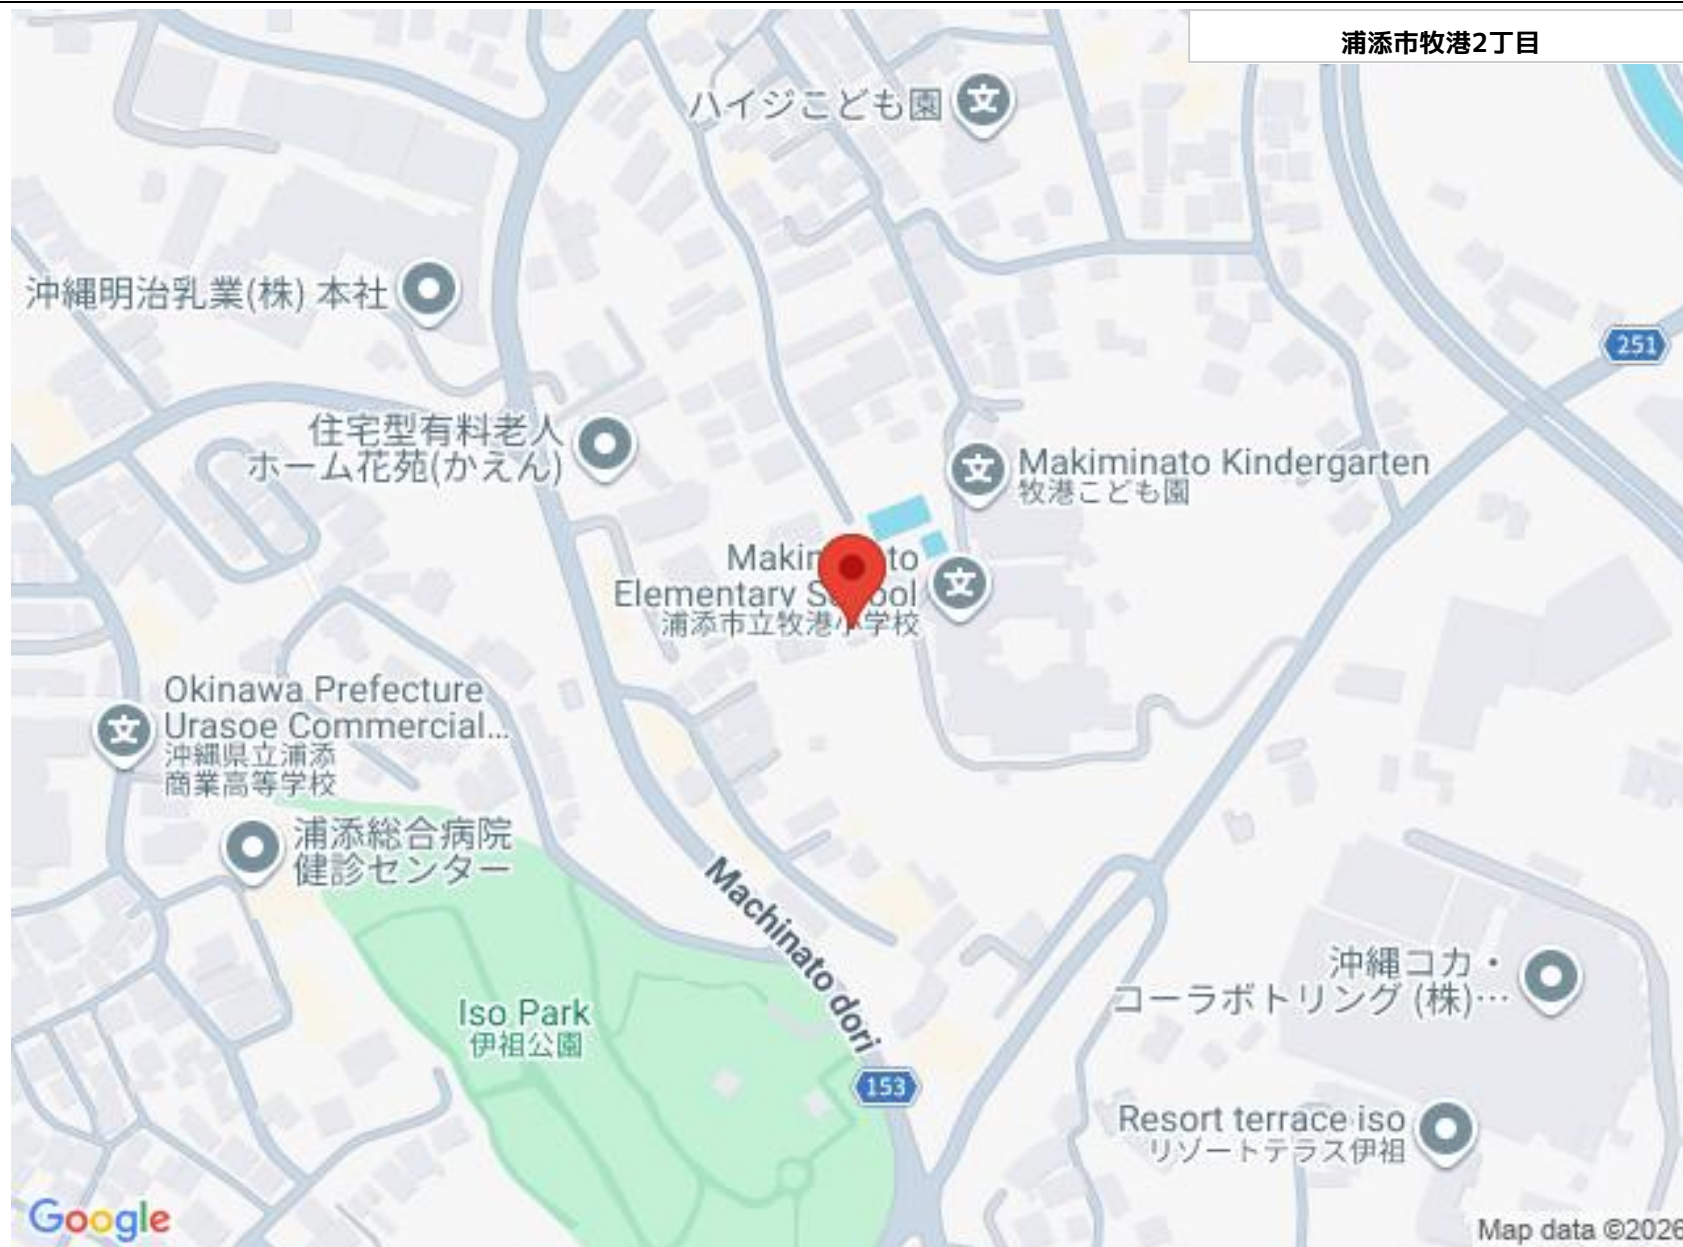 浦添市牧港2丁目
ハイジこども園
沖縄明治乳業(株) 本社
251
住宅型有料老人
ホーム花苑(かえん)
Makiminato Kindergarten
牧港こども園
Elementary
浦添市立牧港小学校
Okinawa Prefecture
Urasoe Commercial...
沖縄県立浦添
商業高等学校
浦添総合病院
健診センター
Machinato dori
沖縄コカ・
コーラボトリング (株)…
Iso Park
伊祖公園
153
Resort terrace iso
リゾートテラス伊祖
Google
Map data ©2026